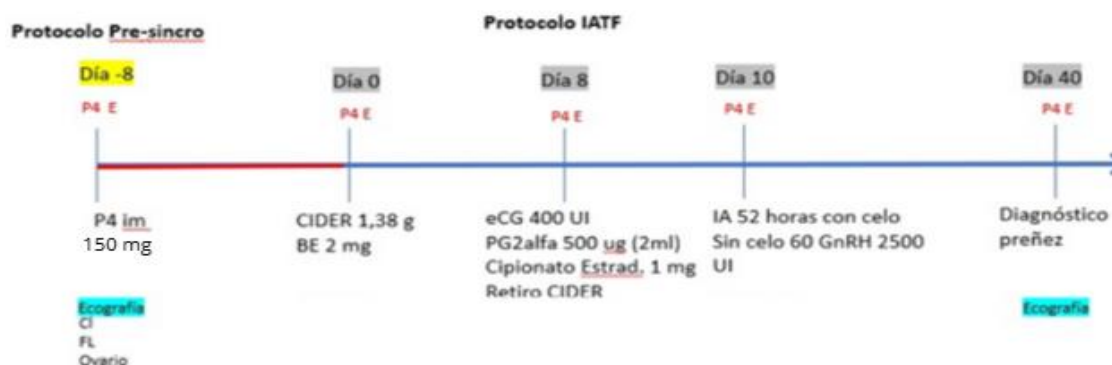 Protocolo Pre-sincro
Protocolo IATF
Día -8
Día 0
Día 8
Día 10
Día 40
P4 E
P4 E
P4 E
P4 E
P4 E
P4 im
150 mg
CIDER 1,38 g
BE 2 mg
eCG 400 UI
PG2alfa 500 ug (2ml)
Cipionato Estrad. 1 mg
Retiro CIDER
IA 52 horas con celo
Sin celo 60 GnRH 2500
UI
Diagnóstico
preñez
Ecografía
CI
FL
Ovario
Ecografía